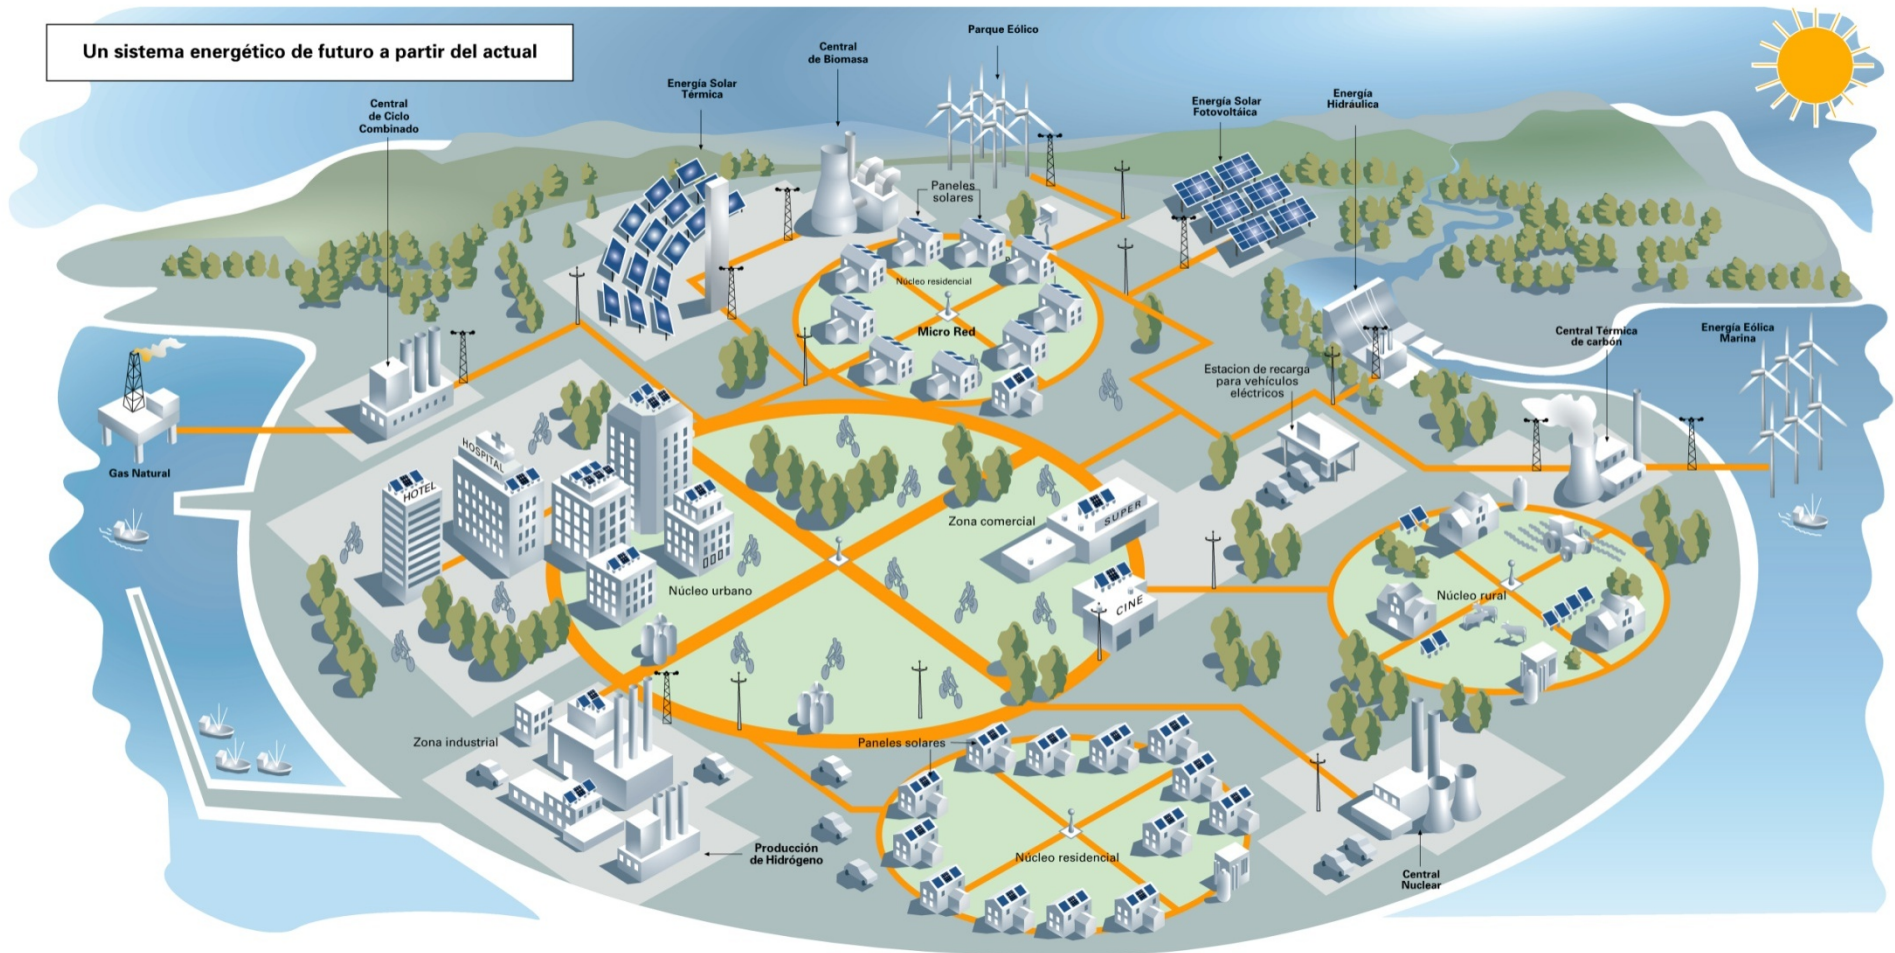 Un sistema energético de futuro a partir del actual
Central
de Ciclo
Combinado
Energía Solar
Térmica
Central
de Biomasa
Parque Eólico
Energía Solar
Fotovoltáica
Energía
Hidráulica
Paneles
solares
Núcleo residencial
Micro Red
Central Térmica
de carbón
Energía Eólica
Marina
Estacion de recarga
para vehículos
eléctricos
Gas Natural
HOSPITAL
HOTEL
Zona comercial
SUPER
Núcleo urbano
CINE
Núcleo rural
Zona industrial
Paneles solares
Producción
de Hidrógeno
Núcleo residencial
Central
Nuclear